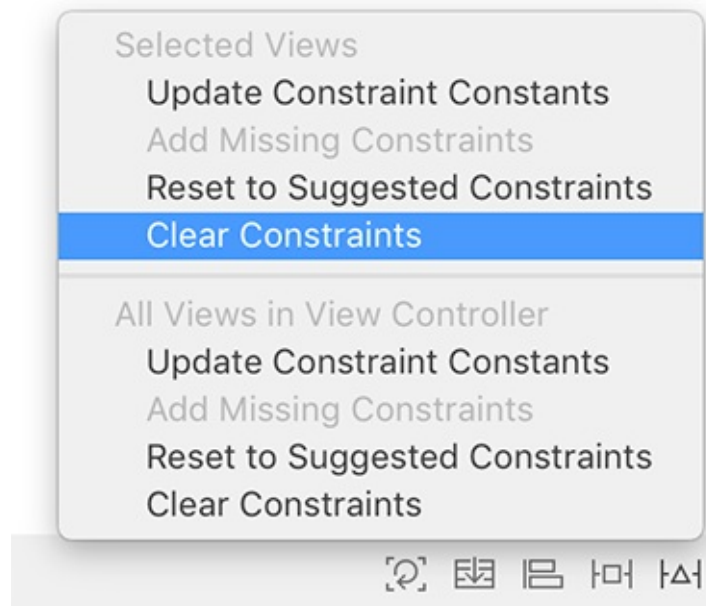 Selected Views
Update Constraint Constants
Add Missing Constraints
Reset to Suggested Constraints
Clear Constraints
All Views in View Controller
Update Constraint Constants
Add Missing Constraints
Reset to Suggested Constraints
Clear Constraints